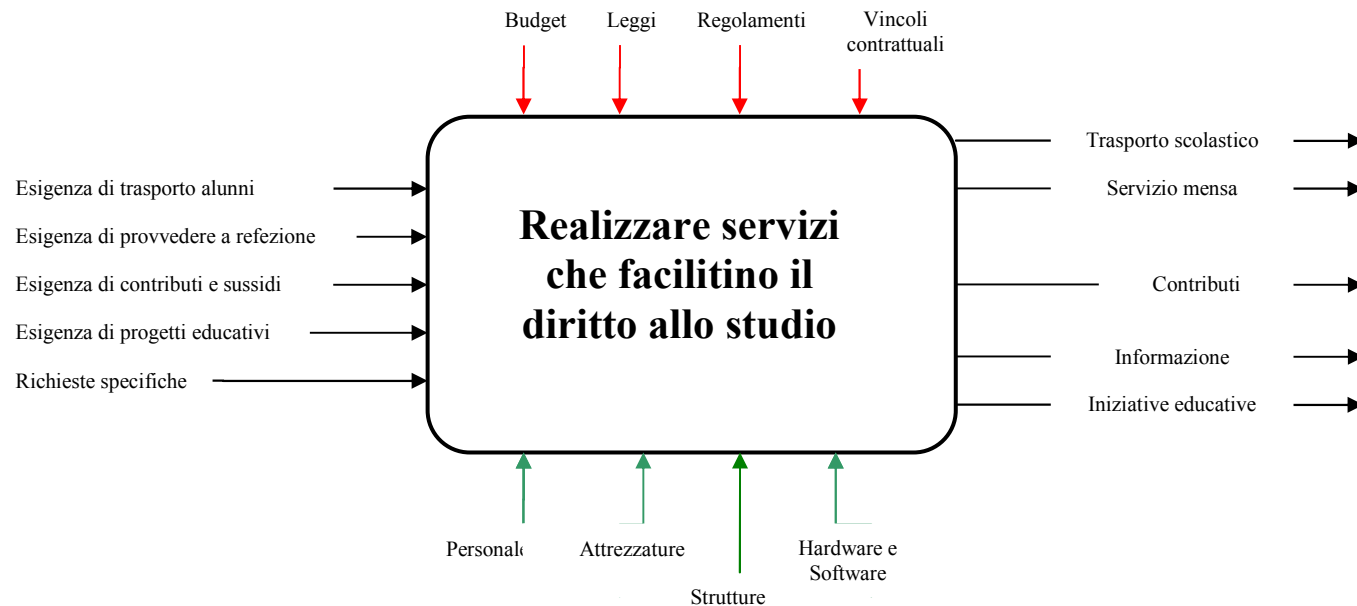 Budget
Leggi
Regolamenti
Vincoli
contrattuali
Trasporto scolastico
Esigenza di trasporto alunni
Servizio mensa
Esigenza di provvedere a refezione
Esigenza di contributi e sussidi
Contributi
Esigenza di progetti educativi
Informazione
Richieste specifiche
Iniziative educative
Realizzare servizi
che facilitino il
diritto allo studio
Personale
Attrezzature
Hardware e
Software
Strutture